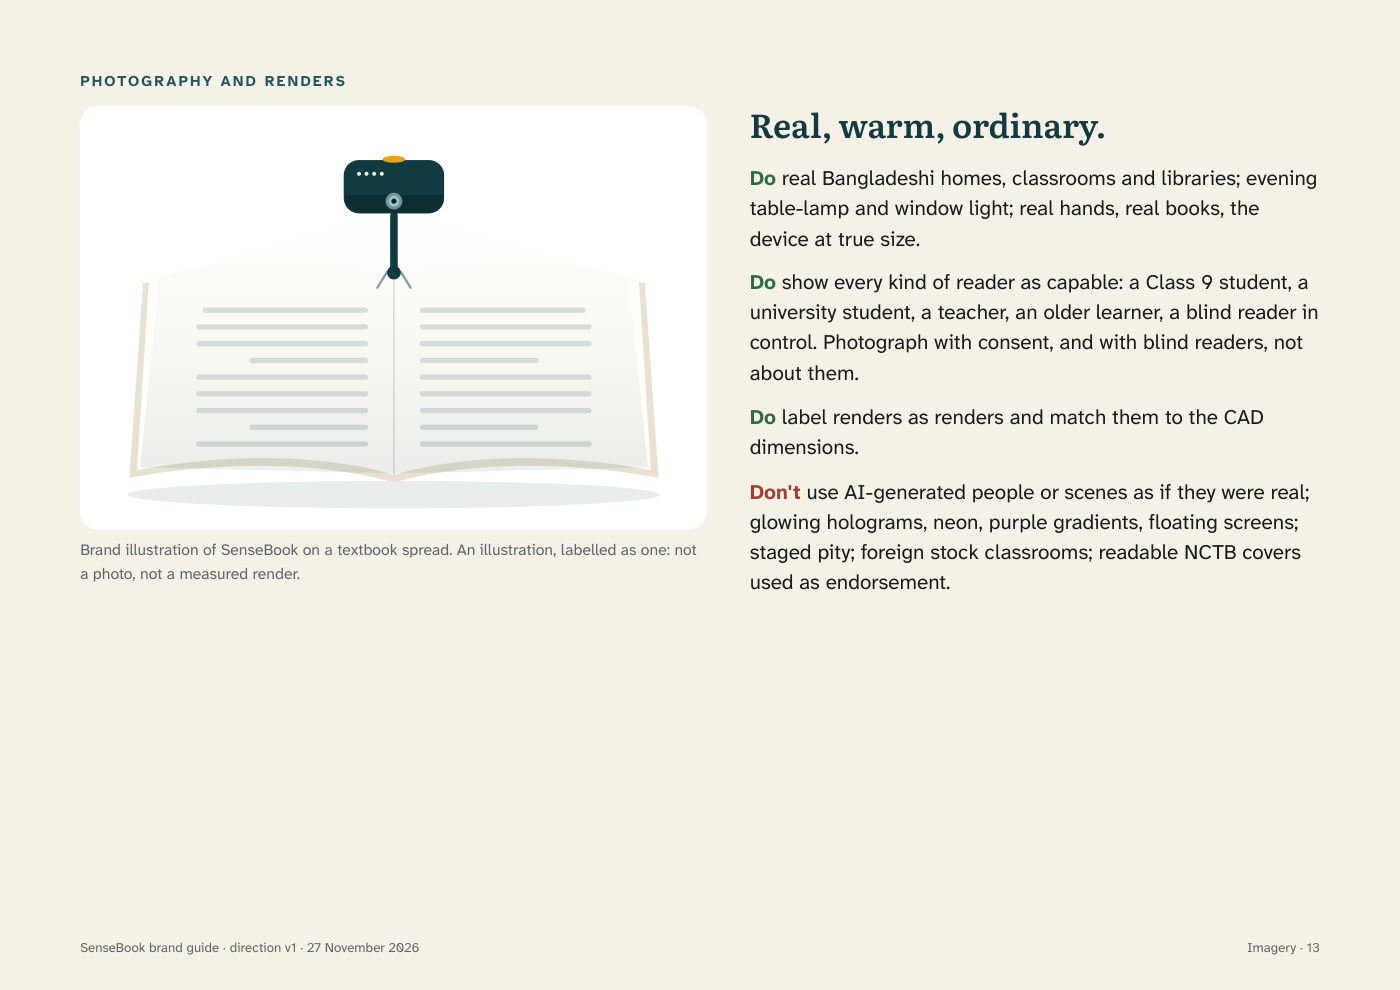 PHOTOGRAPHY AND RENDERS
Real, warm, ordinary.
Do real Bangladeshi homes, classrooms and libraries; evening
table-lamp and window light; real hands, real books, the
device at true size.
Do show every kind of reader as capable: a Class 9 student, a
university student, a teacher, an older learner, a blind reader in
control. Photograph with consent, and with blind readers, not
about them.
Do label renders as renders and match them to the CAD
dimensions.
Don't use AI-generated people or scenes as if they were real;
glowing holograms, neon, purple gradients, floating screens;
staged pity; foreign stock classrooms; readable NCTB covers
used as endorsement.
Brand illustration of SenseBook on a textbook spread. An illustration, labelled as one: not
a photo, not a measured render.
SenseBook brand guide · direction v1 · 27 November 2026
Imagery · 13